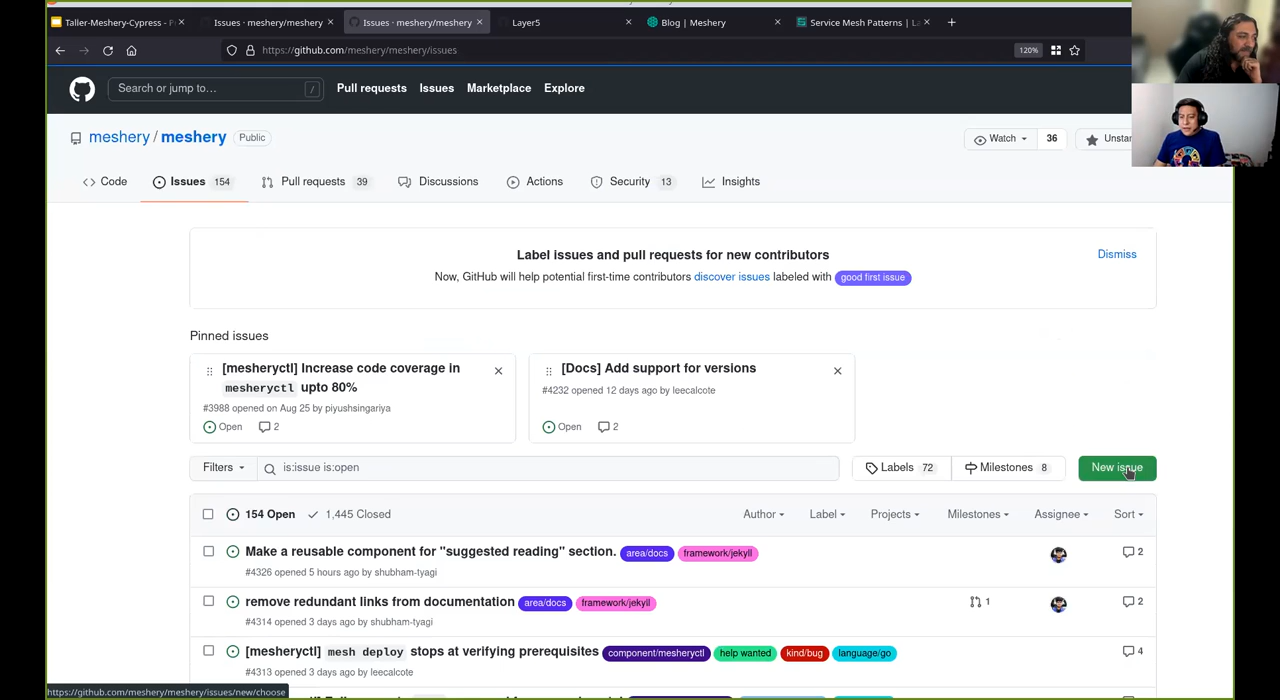 Taller-Meshery-Cypress - P
Issues · meshery/meshery
Issues · meshery/meshery
Layer5
Blog | Meshery
Service Mesh Patterns | La
https://github.com/meshery/meshery/issues
120%
Search or jump to…
/
Pull requests
Issues
Marketplace
Explore
meshery / meshery
Public
Watch
36
Unstar
Code
Issues 154
Pull requests 39
Discussions
Actions
Security 13
Insights
Label issues and pull requests for new contributors
Dismiss
Now, GitHub will help potential first-time contributors discover issues labeled with good first issue
Pinned issues
[mesheryctl] Increase code coverage in
mesheryctl upto 80%
#3988 opened on Aug 25 by piyushsingariya
Open 2
[Docs] Add support for versions
#4232 opened 12 days ago by leecalcote
Open 2
Filters
is:issue is:open
Labels 72
Milestones 8
New issue
154 Open
1,445 Closed
Author
Label
Projects
Milestones
Assignee
Sort
Make a reusable component for "suggested reading" section. area/docs framework/jekyll
2
#4326 opened 5 hours ago by shubham-tyagi
remove redundant links from documentation area/docs framework/jekyll
1
2
#4314 opened 3 days ago by shubham-tyagi
[mesheryctl] mesh deploy stops at verifying prerequisites component/mesheryctl help wanted kind/bug language/go
4
#4313 opened 3 days ago by leecalcote
https://github.com/meshery/meshery/issues/new/choose